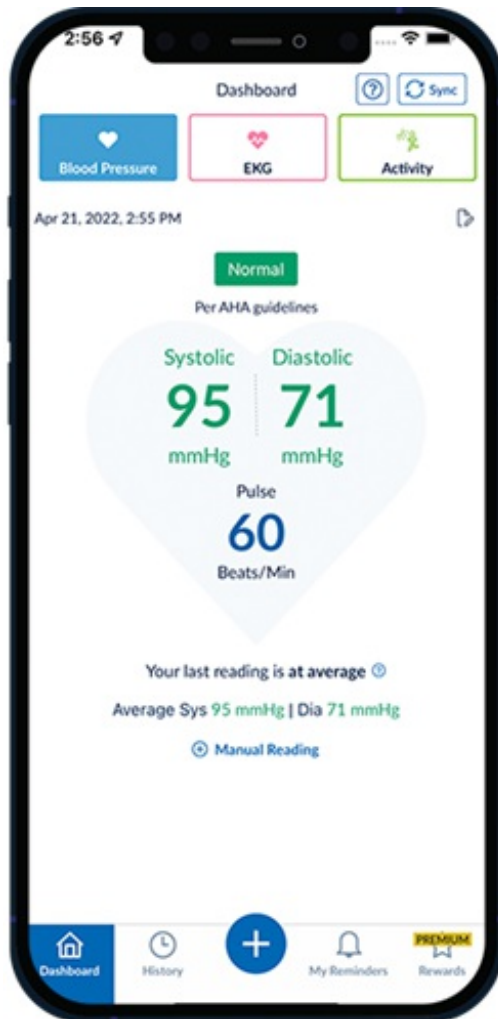 2:56
Dashboard
Sync
Blood Pressure
EKG
Activity
Apr 21, 2022, 2:55 PM
Normal
Per AHA guidelines
Systolic Diastolic
95 71
mmHg mmHg
Pulse
60
Beats/Min
Your last reading is at average
Average Sys 95 mmHg | Dia 71 mmHg
Manual Reading
PREMIUM
Dashboard History My Reminders Rewards